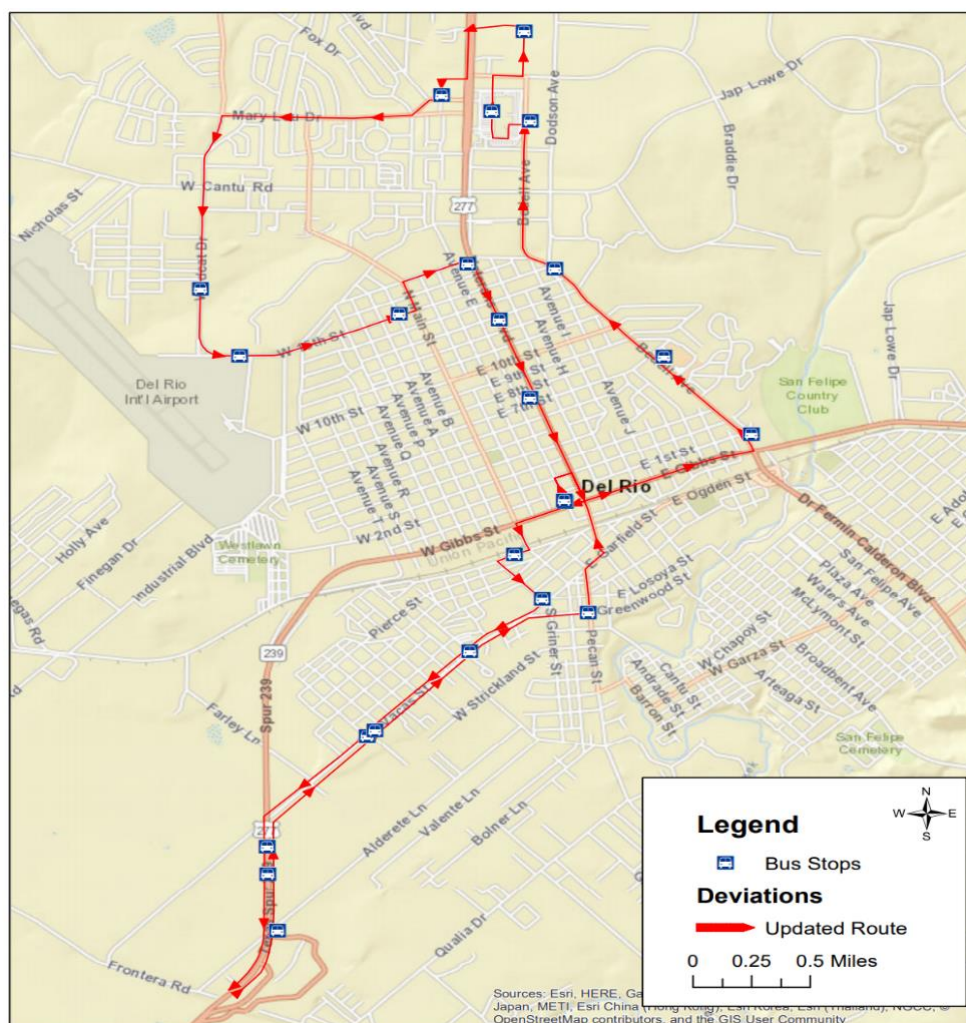 Fox Dr
Jap Lowe Dr
Mary Lou Dr
Dodson Ave
Braddie Dr
W Cantu Rd
Nicholas St
Bedell Ave
277
Avenue E
N Main St
Avenue I
Avenue H
Jap Lowe Dr
E 10th St
E 9th St
E 8th St
E 7th St
Bedell Ave
San Felipe
Country
Club
Del Rio
Int'l Airport
W 10th St
Avenue B
Avenue A
Avenue P
Avenue Q
Avenue R
Avenue S
Avenue T
Avenue J
E 1st St
E Gibbs St
Del Rio
E Ogden St
W 2nd St
W Gibbs St
Union Pacific
E Garfield St
Dr Fermin Calderon Blvd
Holly Ave
Finegan Dr
Industrial Blvd
Westlawn
Cemetery
E Losoya St
Greenwood St
San Felipe Ave
Plaza Ave
Waters Ave
McLymont St
Pierce St
S Griner St
Pecan St
W Chapoy St
W Garza St
Broadbent Ave
239
W Strickland St
Cantu St
Andrade St
Barron St
Arteaga St
Spur 239
Farley Ln
San Felipe
Cemetery
277
Alderete Ln
Valente Ln
Bolner Ln
Qualia Dr
Frontera Rd
N
W E
S
Legend
Bus Stops
Deviations
Updated Route
0 0.25 0.5 Miles
Sources: Esri, HERE,
Japan, METI, Esri China (Hong Kong), Esri Korea, Esri (Thailand), NGCC, ©
OpenStreetMap contributors, and the GIS User Community